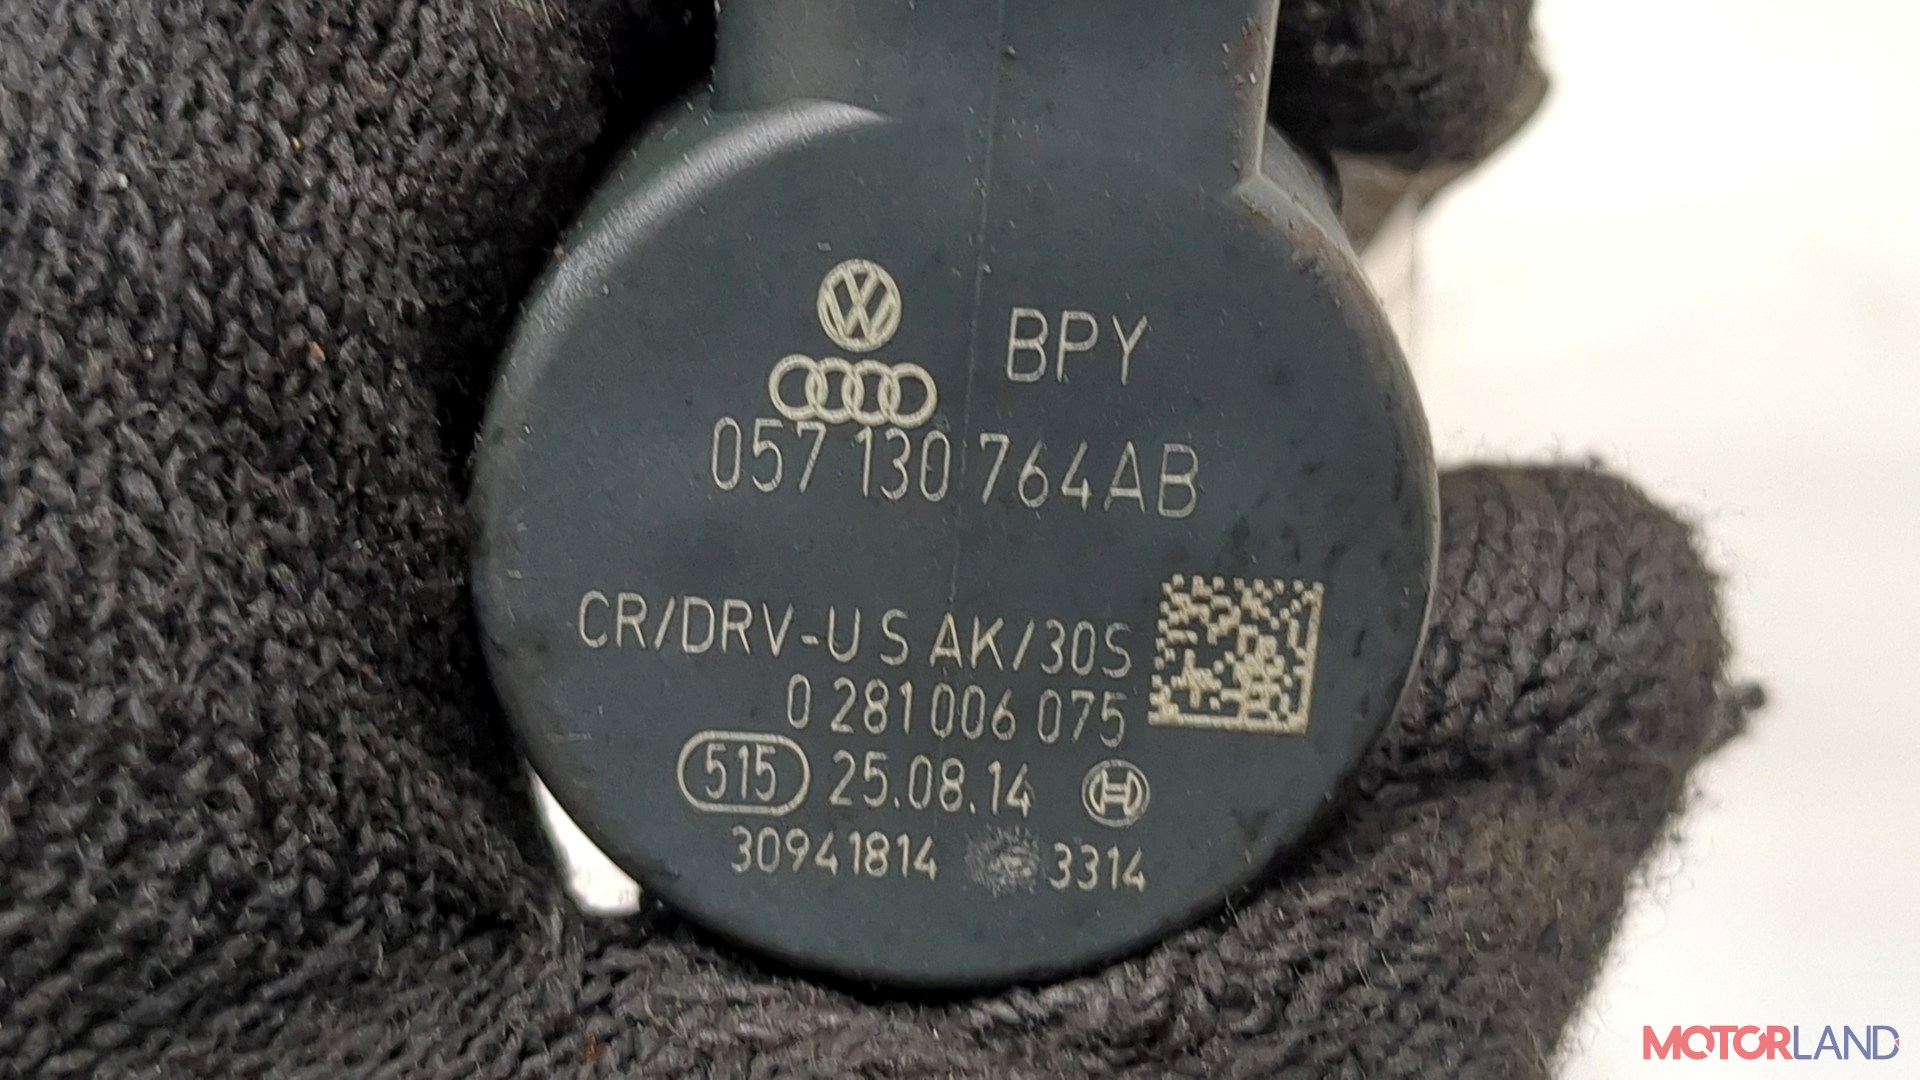 BPY
057 130 764AB
CR/DRV-U S AK/30S
0 281 006 075
515 25.08.14
30941814 3314
MOTORLAND